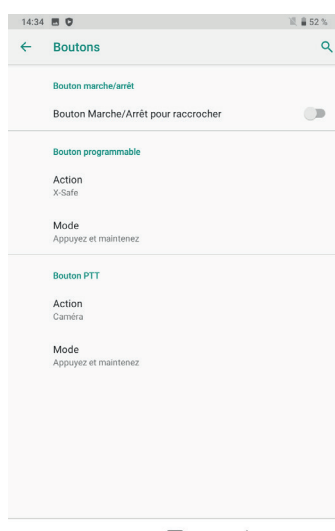 14:34 52 %
Boutons
Bouton marche/arrêt
Bouton Marche/Arrêt pour raccrocher
Bouton programmable
Action
X-Safe
Mode
Appuyez et maintenez
Bouton PTT
Action
Caméra
Mode
Appuyez et maintenez